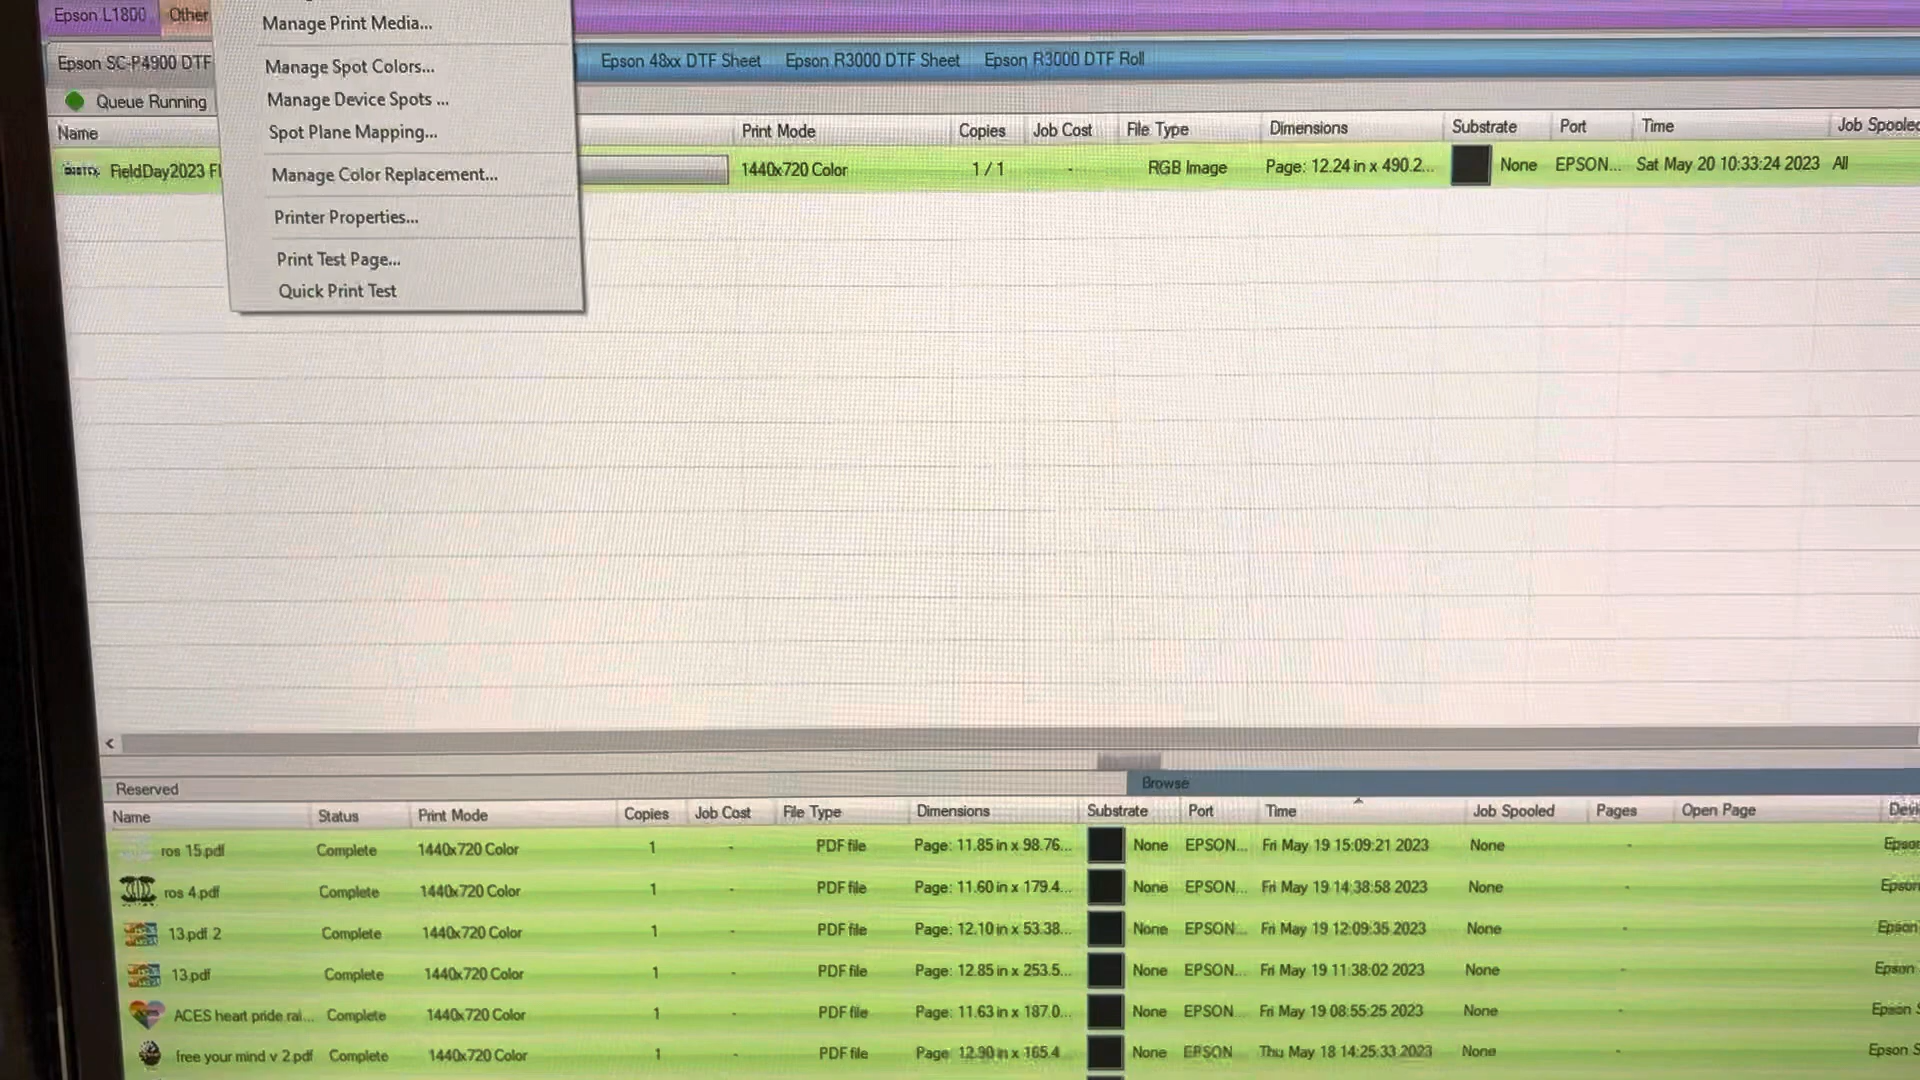 Epson L1800 Other
Manage Print Media...
Epson SC-P4900 DTF Manage Spot Colors... Epson 48xx DTF Sheet Epson R3000 DTF Sheet Epson R3000 DTF Roll
Queue Running Manage Device Spots ...
Name Spot Plane Mapping... Print Mode Copies Job Cost File Type Dimensions Substrate Port Time Job Spooled
FieldDay2023 Manage Color Replacement... 1440x720 Color 1 / 1 - RGB Image Page: 12.24 in x 490.2... None EPSON... Sat May 20 10:33:24 2023 All
Printer Properties...
Print Test Page...
Quick Print Test
Reserved Browse
Name Status Print Mode Copies Job Cost File Type Dimensions Substrate Port Time Job Spooled Pages Open Page
ros 15.pdf Complete 1440x720 Color 1 - PDF file Page: 11.85 in x 98.76... None EPSON... Fri May 19 15:09:21 2023 None - Epson
ros 4.pdf Complete 1440x720 Color 1 - PDF file Page: 11.60 in x 179.4... None EPSON... Fri May 19 14:38:58 2023 None - Epson
13.pdf 2 Complete 1440x720 Color 1 - PDF file Page: 12.10 in x 53.38... None EPSON... Fri May 19 12:09:35 2023 None - Epson
13.pdf Complete 1440x720 Color 1 - PDF file Page: 12.85 in x 253.5... None EPSON... Fri May 19 11:38:02 2023 None - Epson
ACES heart pride rai... Complete 1440x720 Color 1 - PDF file Page: 11.63 in x 187.0... None EPSON... Fri May 19 08:55:25 2023 None - Epson S
free your mind v 2.pdf Complete 1440x720 Color 1 - PDF file Page: 12.90 in x 165.4 None EPSON Thu May 18 14:25:33 2023 None - Epson S